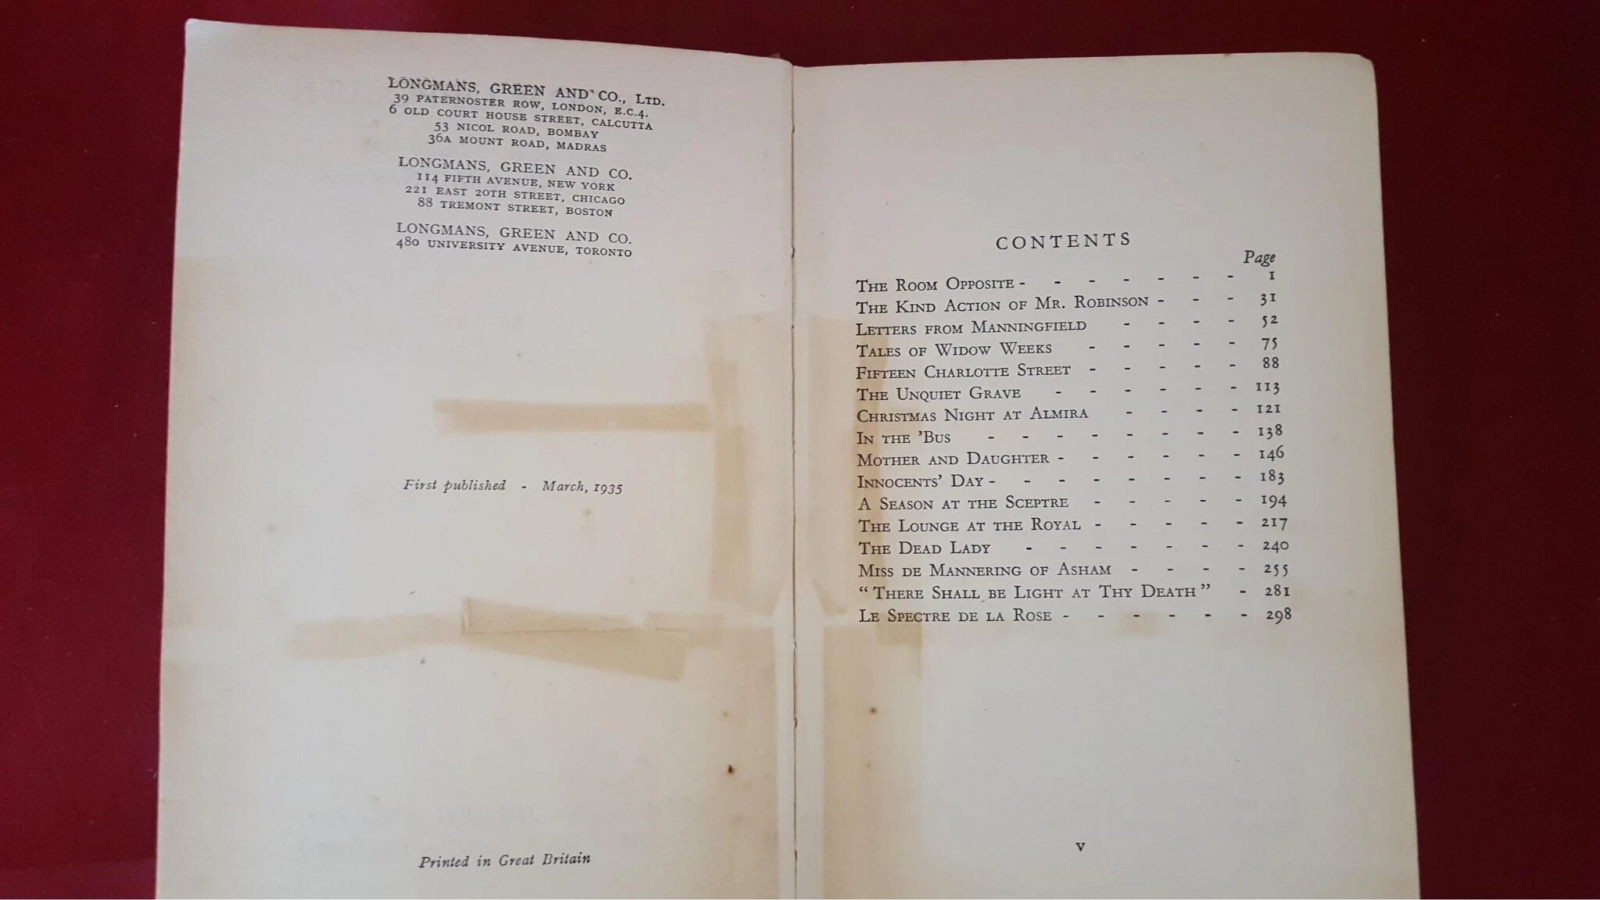 LONGMANS, GREEN AND CO., LTD.
39 PATERNOSTER ROW, LONDON, E.C.4.
6 OLD COURT HOUSE STREET, CALCUTTA
53 NICOL ROAD, BOMBAY
36A MOUNT ROAD, MADRAS
LONGMANS, GREEN AND CO.
114 FIFTH AVENUE, NEW YORK
221 EAST 20TH STREET, CHICAGO
88 TREMONT STREET, BOSTON
LONGMANS, GREEN AND CO.
480 UNIVERSITY AVENUE, TORONTO
First published - March, 1935
Printed in Great Britain
CONTENTS
Page
THE ROOM OPPOSITE - - - - - - - 1
THE KIND ACTION OF MR. ROBINSON - - - 31
LETTERS FROM MANNINGFIELD - - - - 52
TALES OF WIDOW WEEKS - - - - - 75
FIFTEEN CHARLOTTE STREET - - - - - 88
THE UNQUIET GRAVE - - - - - - 113
CHRISTMAS NIGHT AT ALMIRA - - - - 121
IN THE 'BUS - - - - - - - - 138
MOTHER AND DAUGHTER - - - - - - 146
INNOCENTS' DAY - - - - - - - - 183
A SEASON AT THE SCEPTRE - - - - - 194
THE LOUNGE AT THE ROYAL - - - - - 217
THE DEAD LADY - - - - - - - 240
MISS DE MANNERING OF ASHAM - - - - 255
"THERE SHALL BE LIGHT AT THY DEATH" - 281
LE SPECTRE DE LA ROSE - - - - - - 298
v